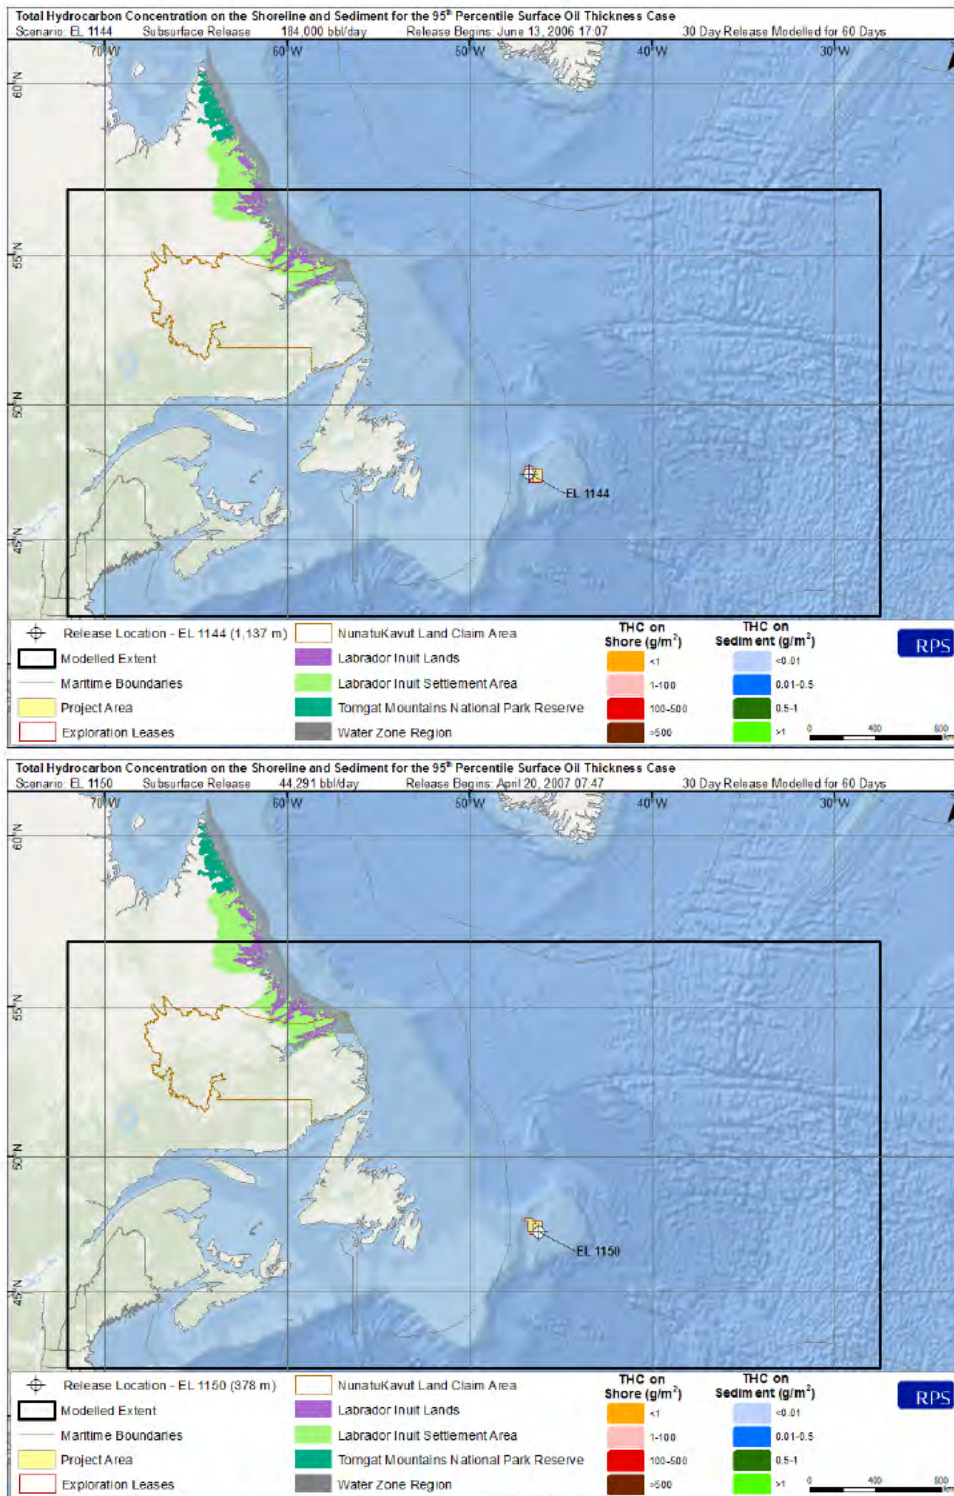 Total Hydrocarbon Concentration on the Shoreline and Sediment for the 95th Percentile Surface Oil Thickness Case
Scenario: EL 1144 Subsurface Release 184,000 bbl/day Release Begins: June 13, 2006 17:07 30 Day Release Modelled for 60 Days
70°W 60°W 50°W 40°W 30°W
60°N
55°N
50°N
45°N
EL 1144
Release Location - EL 1144 (1,137 m)
Modelled Extent
Maritime Boundaries
Project Area
Exploration Leases
NunatuKavut Land Claim Area
Labrador Inuit Lands
Labrador Inuit Settlement Area
Torngat Mountains National Park Reserve
Water Zone Region
THC on
Shore (g/m²)
<1
1-100
100-500
>500
THC on
Sediment (g/m²)
<0.01
0.01-0.5
0.5-1
>1
RPS
0 400 800
km
Total Hydrocarbon Concentration on the Shoreline and Sediment for the 95th Percentile Surface Oil Thickness Case
Scenario: EL 1150 Subsurface Release 44,291 bbl/day Release Begins: April 20, 2007 07:47 30 Day Release Modelled for 60 Days
70°W 60°W 50°W 40°W 30°W
60°N
55°N
50°N
45°N
EL 1150
Release Location - EL 1150 (378 m)
Modelled Extent
Maritime Boundaries
Project Area
Exploration Leases
NunatuKavut Land Claim Area
Labrador Inuit Lands
Labrador Inuit Settlement Area
Torngat Mountains National Park Reserve
Water Zone Region
THC on
Shore (g/m²)
<1
1-100
100-500
>500
THC on
Sediment (g/m²)
<0.01
0.01-0.5
0.5-1
>1
RPS
0 400 800
km